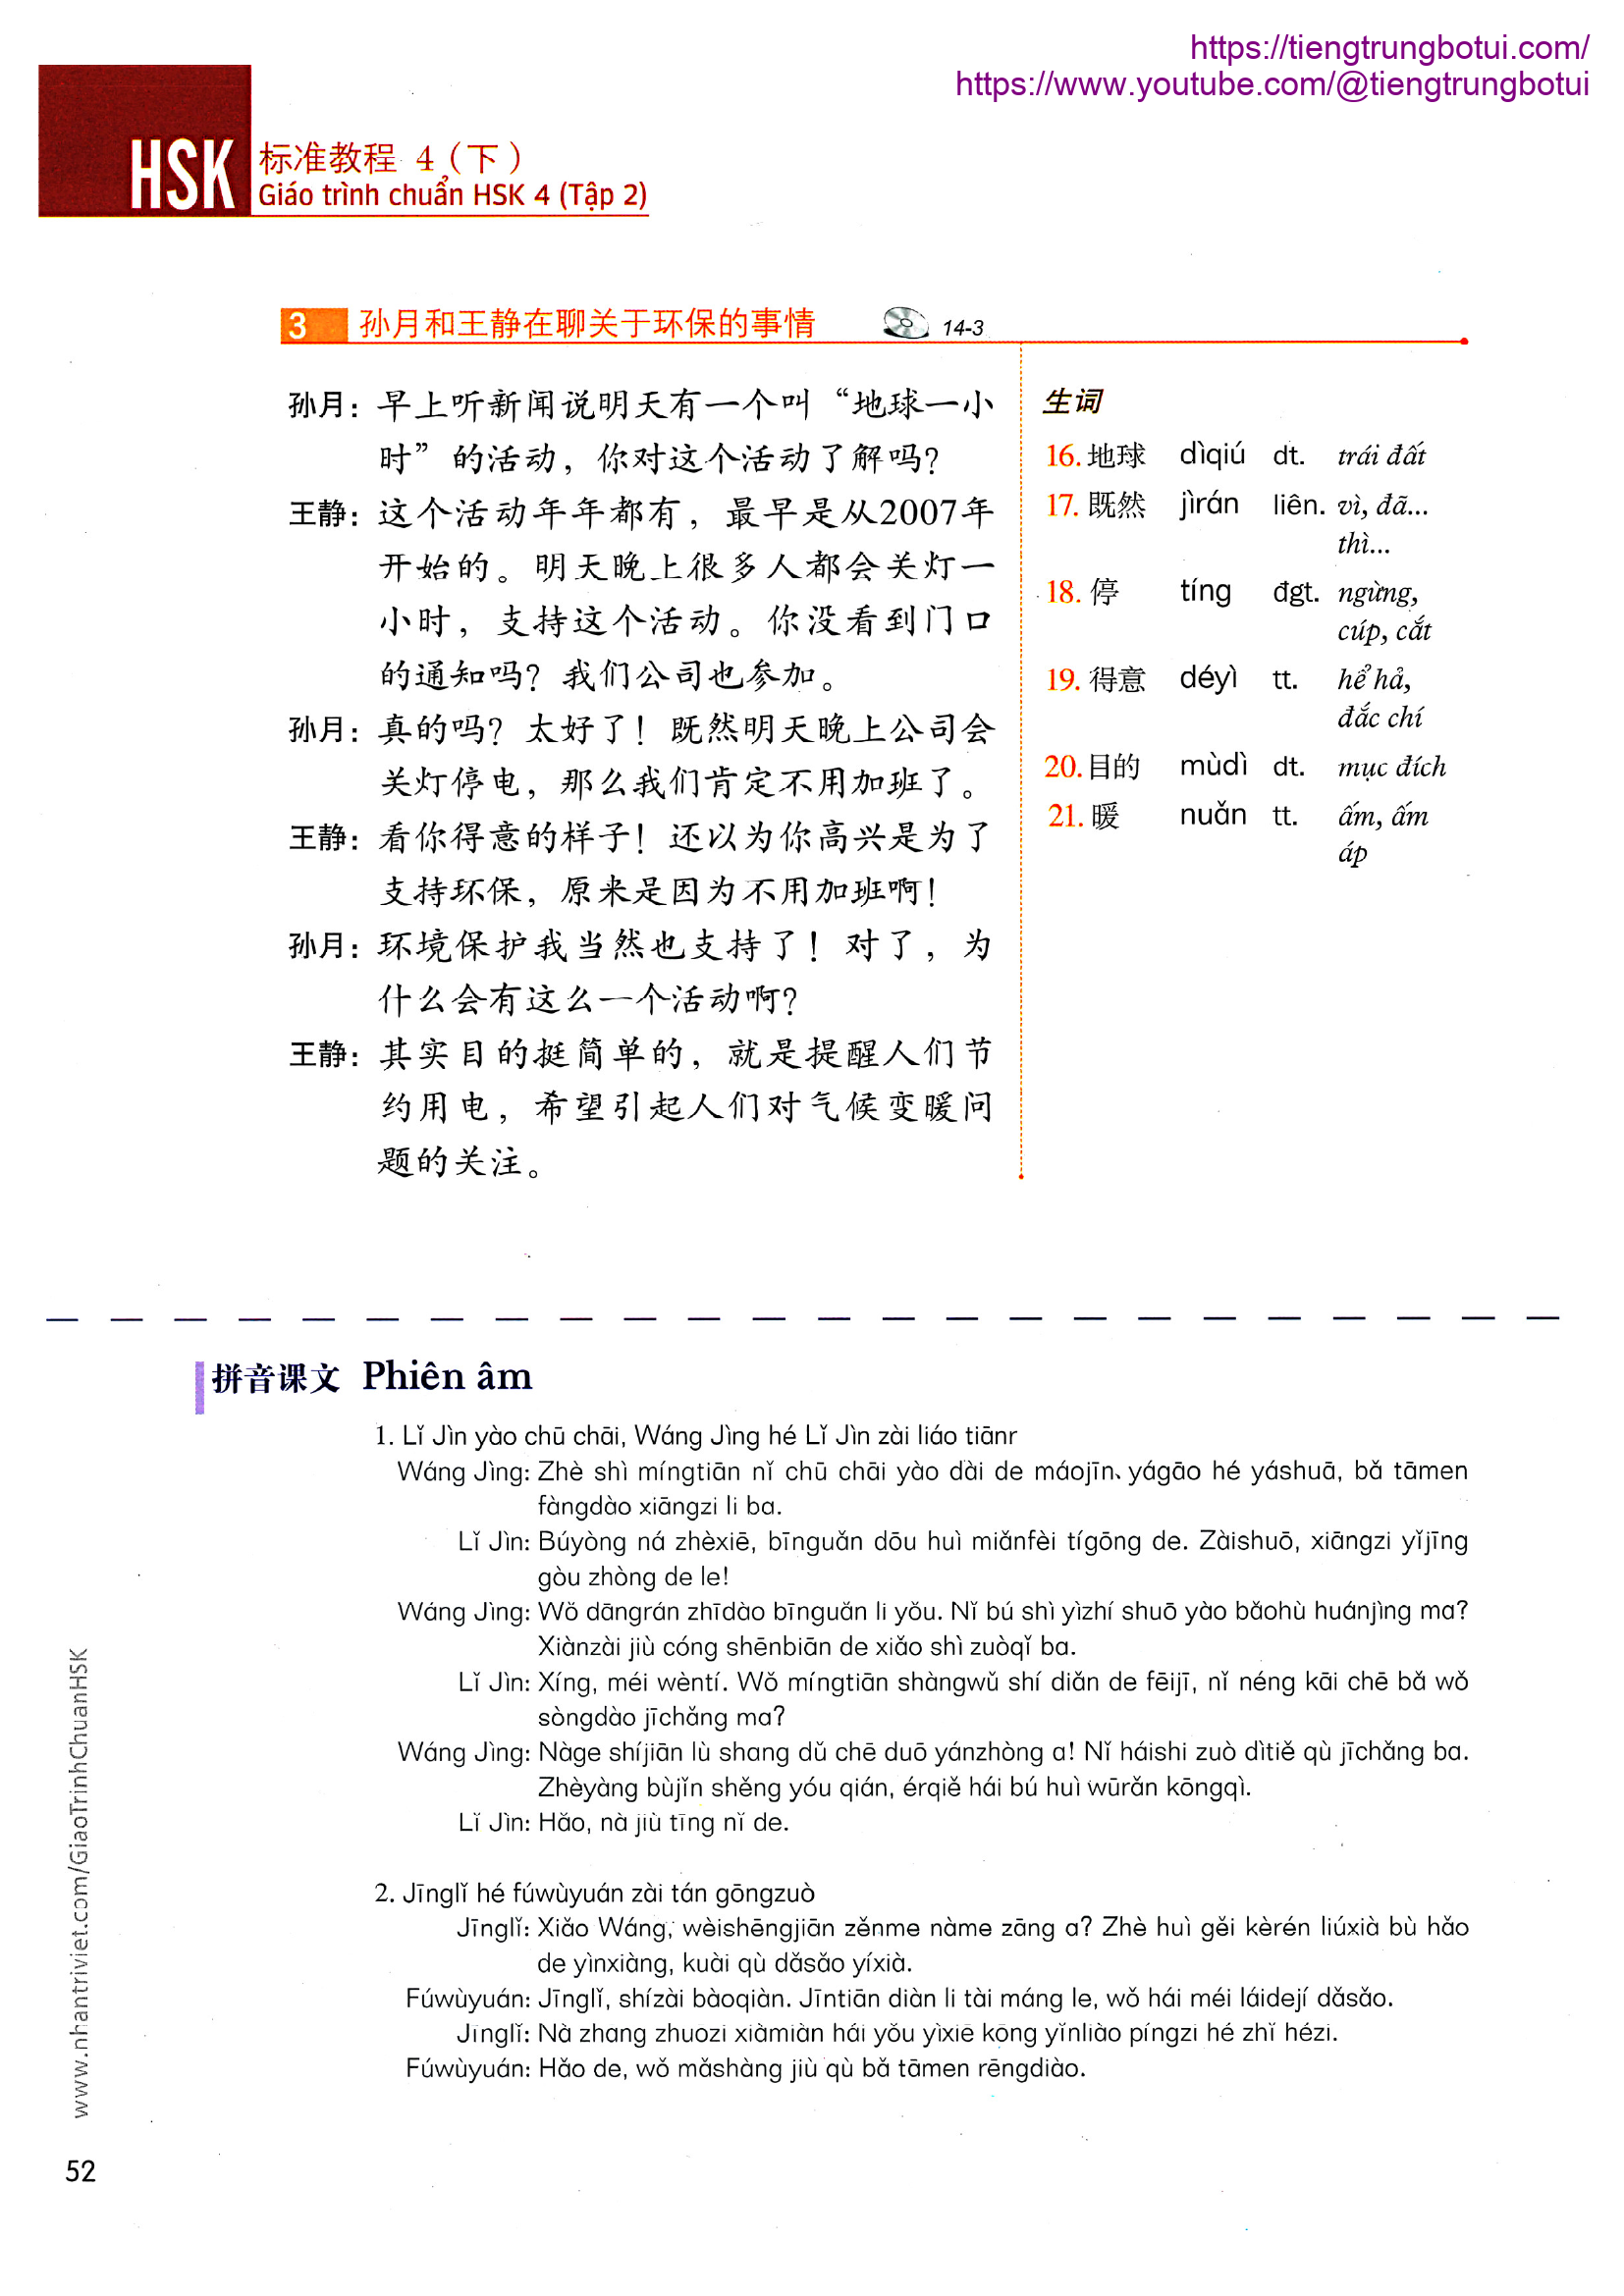 https://tiengtrungbotui.com/
https://www.youtube.com/@tiengtrungbotui
HSK 标准教程 4（下）
Giáo trình chuẩn HSK 4 (Tập 2)
3 孙月和王静在聊关于环保的事情 14-3
孙月：早上听新闻说明天有一个叫“地球一小
时”的活动，你对这个活动了解吗？
王静：这个活动年年都有，最早是从2007年
开始的。明天晚上很多人都会关灯一
小时，支持这个活动。你没看到门口
的通知吗？我们公司也参加。
孙月：真的吗？太好了！既然明天晚上公司会
关灯停电，那么我们肯定不用加班了。
王静：看你得意的样子！还以为你高兴是为了
支持环保，原来是因为不用加班啊！
孙月：环境保护我当然也支持了！对了，为
什么会有这么一个活动啊？
王静：其实目的挺简单的，就是提醒人们节
约用电，希望引起人们对气候变暖问
题的关注。
生词
16. 地球 dìqiú dt. trái đất
17. 既然 jìrán liên. vì, đã...
thì...
18. 停 tíng đgt. ngừng,
cúp, cắt
19. 得意 déyì tt. hể hả,
đắc chí
20. 目的 mùdì dt. mục đích
21. 暖 nuǎn tt. ấm, ấm
áp
拼音课文 Phiên âm
1. Lǐ Jìn yào chū chāi, Wáng Jìng hé Lǐ Jìn zài liáo tiānr
Wáng Jìng: Zhè shì míngtiān nǐ chū chāi yào dài de máojīn、yágāo hé yáshuā, bǎ tāmen
fàngdào xiāngzi li ba.
Lǐ Jìn: Búyòng ná zhèxiē, bīnguǎn dōu huì miǎnfèi tígōng de. Zàishuō, xiāngzi yǐjīng
gòu zhòng de le!
Wáng Jìng: Wǒ dāngrán zhīdào bīnguǎn li yǒu. Nǐ bú shì yìzhí shuō yào bǎohù huánjìng ma?
Xiànzài jiù cóng shēnbiān de xiǎo shì zuòqǐ ba.
Lǐ Jìn: Xíng, méi wèntí. Wǒ míngtiān shàngwǔ shí diǎn de fēijī, nǐ néng kāi chē bǎ wǒ
sòngdào jīchǎng ma?
Wáng Jìng: Nàge shíjiān lù shang dǔ chē duō yánzhòng a! Nǐ háishi zuò dìtiě qù jīchǎng ba.
Zhèyàng bùjǐn shěng yóu qián, érqiě hái bú huì wūrǎn kōngqì.
Lǐ Jìn: Hǎo, nà jiù tīng nǐ de.
2. Jīnglǐ hé fúwùyuán zài tán gōngzuò
Jīnglǐ: Xiǎo Wáng, wèishēngjiān zěnme nàme zāng a? Zhè huì gěi kèrén liúxià bù hǎo
de yìnxiàng, kuài qù dǎsǎo yíxià.
Fúwùyuán: Jīnglǐ, shízài bàoqiàn. Jīntiān diàn li tài máng le, wǒ hái méi láidejí dǎsǎo.
Jīnglǐ: Nà zhang zhuozi xiàmiàn hái yǒu yìxiē kōng yǐnliào píngzi hé zhǐ hézi.
Fúwùyuán: Hǎo de, wǒ mǎshàng jiù qù bǎ tāmen rēngdiào.
www.nhantriviet.com/GiaoTrinhChuanHSK
52